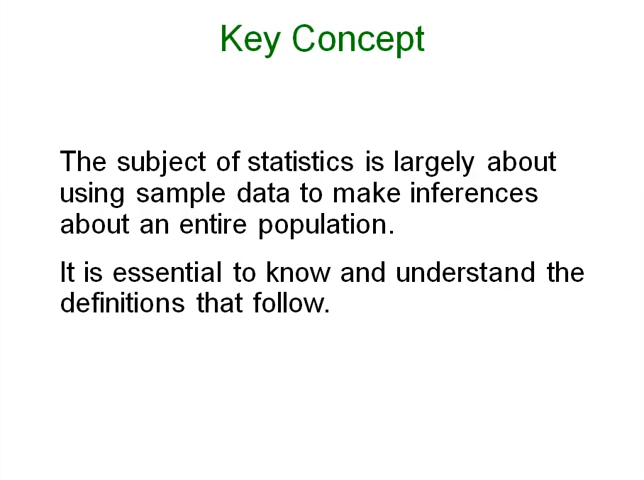 Key Concept
The subject of statistics is largely about
using sample data to make inferences
about an entire population.
It is essential to know and understand the
definitions that follow.